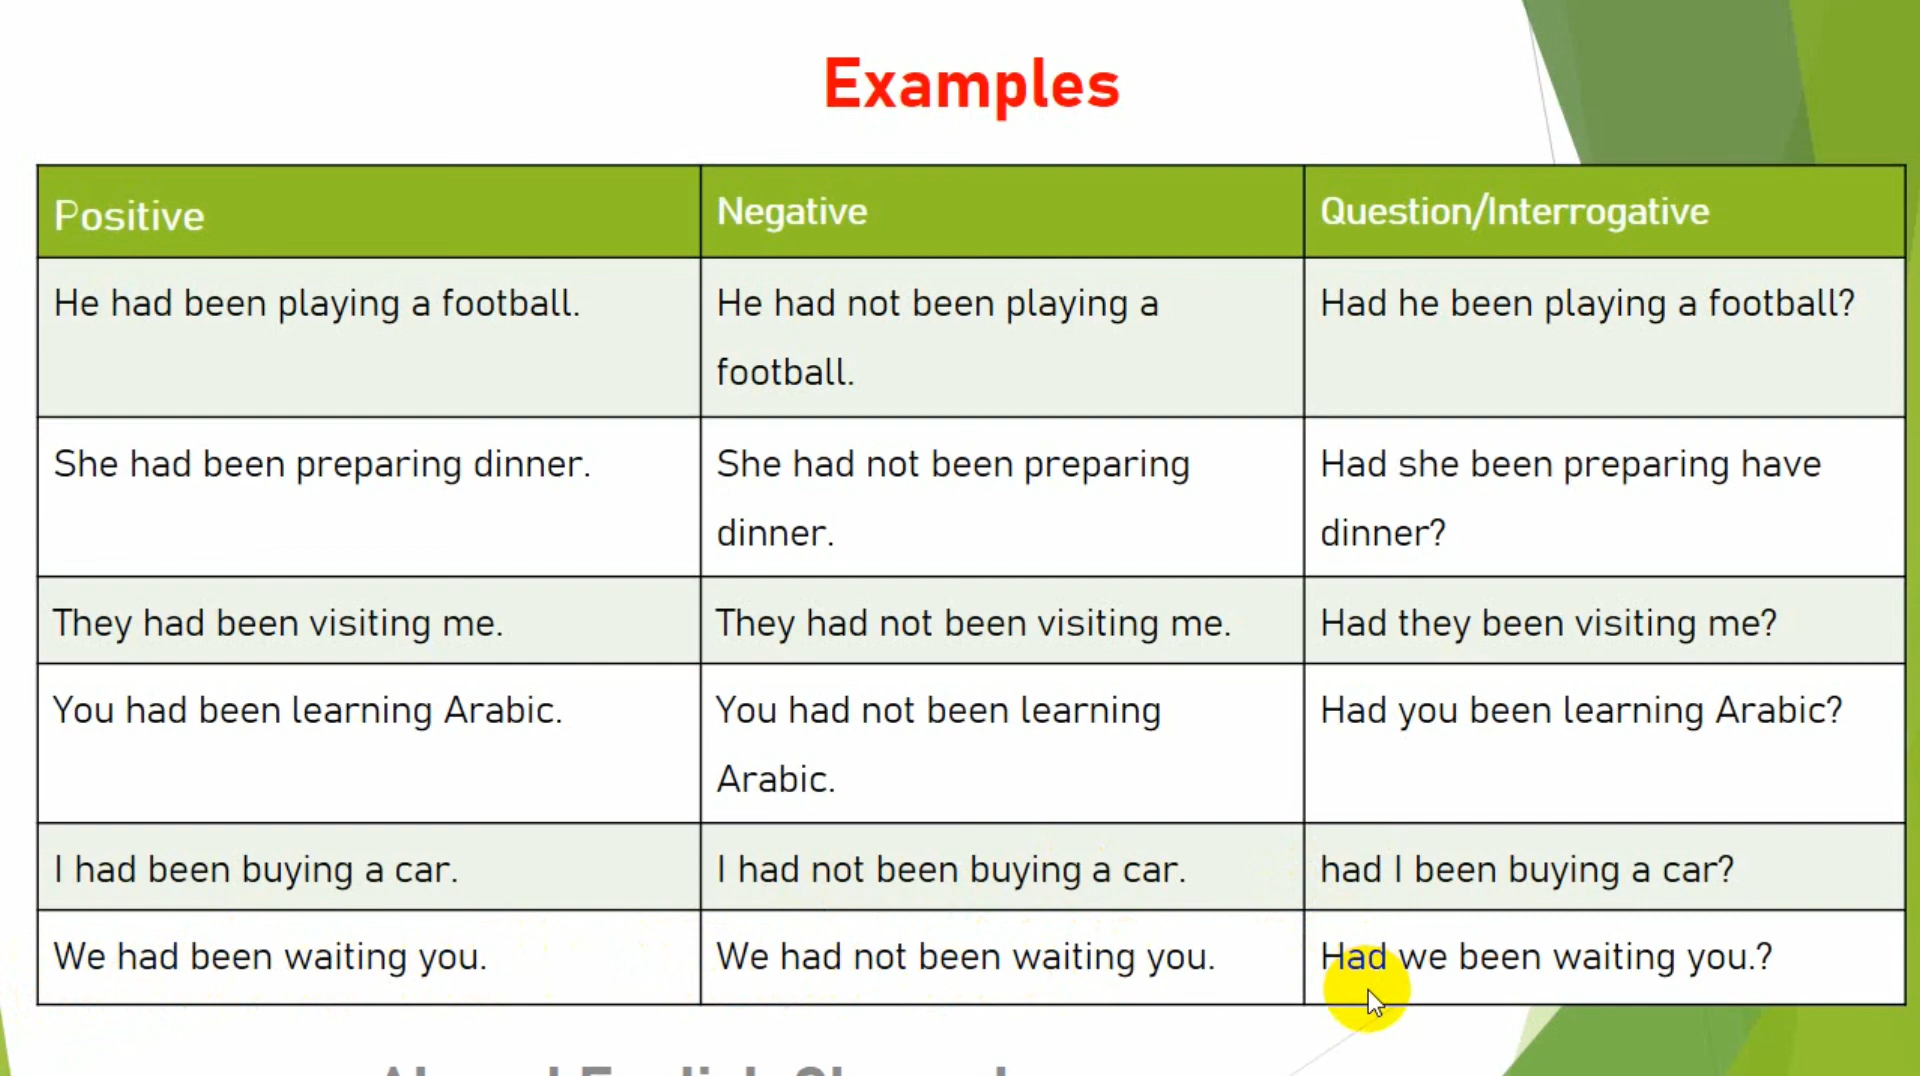 Examples
Positive
Negative
Question/Interrogative
He had been playing a football.
He had not been playing a
football.
Had he been playing a football?
She had been preparing dinner.
She had not been preparing
dinner.
Had she been preparing have
dinner?
They had been visiting me.
They had not been visiting me.
Had they been visiting me?
You had been learning Arabic.
You had not been learning
Arabic.
Had you been learning Arabic?
I had been buying a car.
I had not been buying a car.
had I been buying a car?
We had been waiting you.
We had not been waiting you.
Had we been waiting you.?